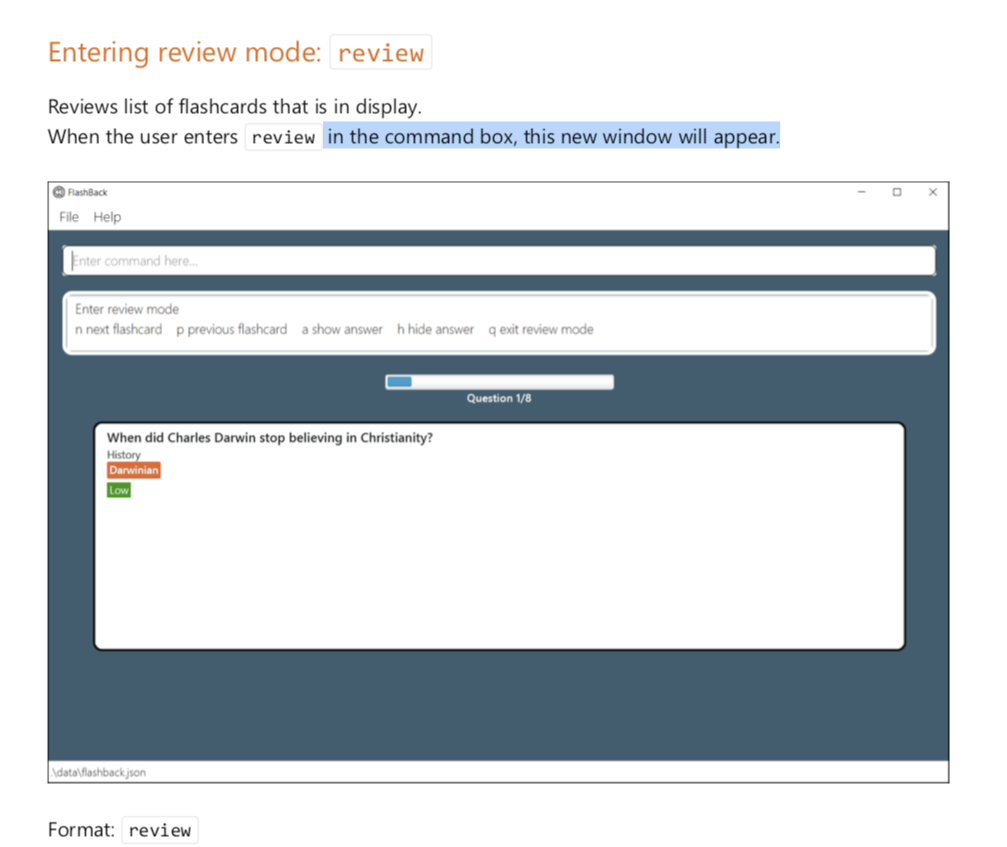 Entering review mode: review
Reviews list of flashcards that is in display.
When the user enters review in the command box, this new window will appear.
FlashBack
File Help
Enter command here...
Enter review mode
n next flashcard p previous flashcard a show answer h hide answer q exit review mode
Question 1/8
When did Charles Darwin stop believing in Christianity?
History
Darwinian
Low
.\data\flashback.json
Format: review